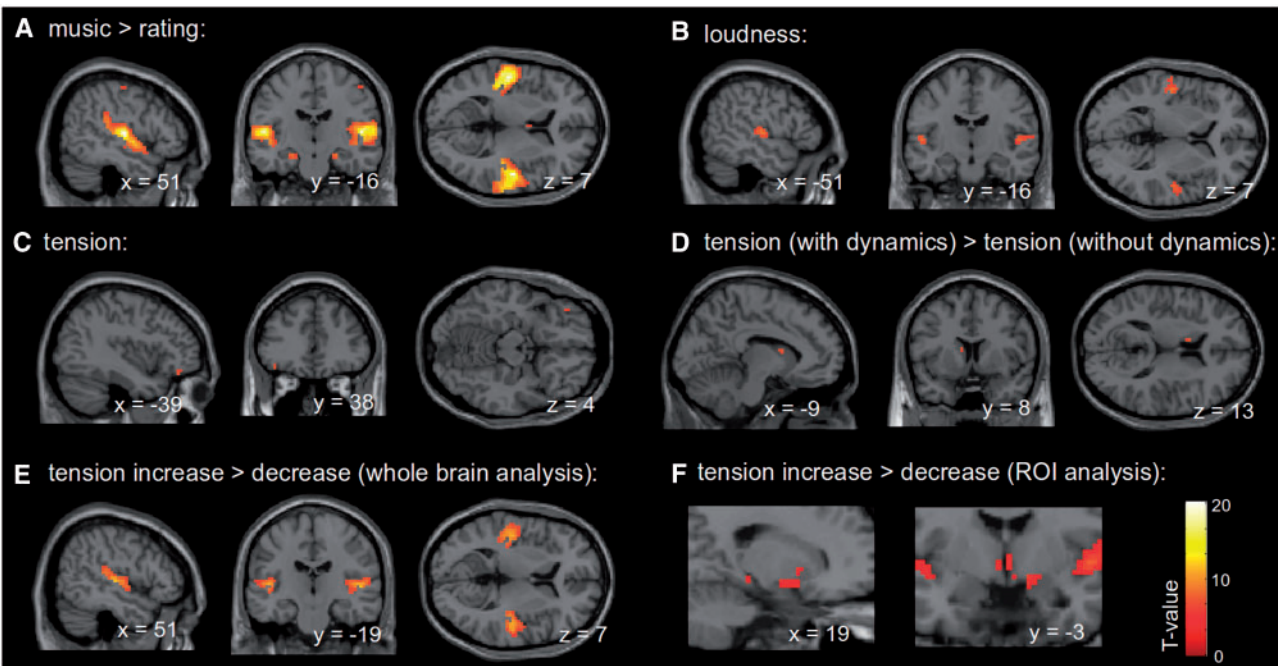 A music > rating:
x = 51
y = -16
z = 7
B loudness:
x = -51
y = -16
z = 7
C tension:
x = -39
y = 38
z = 4
D tension (with dynamics) > tension (without dynamics):
x = -9
y = 8
z = 13
E tension increase > decrease (whole brain analysis):
x = 51
y = -19
z = 7
F tension increase > decrease (ROI analysis):
x = 19
y = -3
T-value
20
10
0